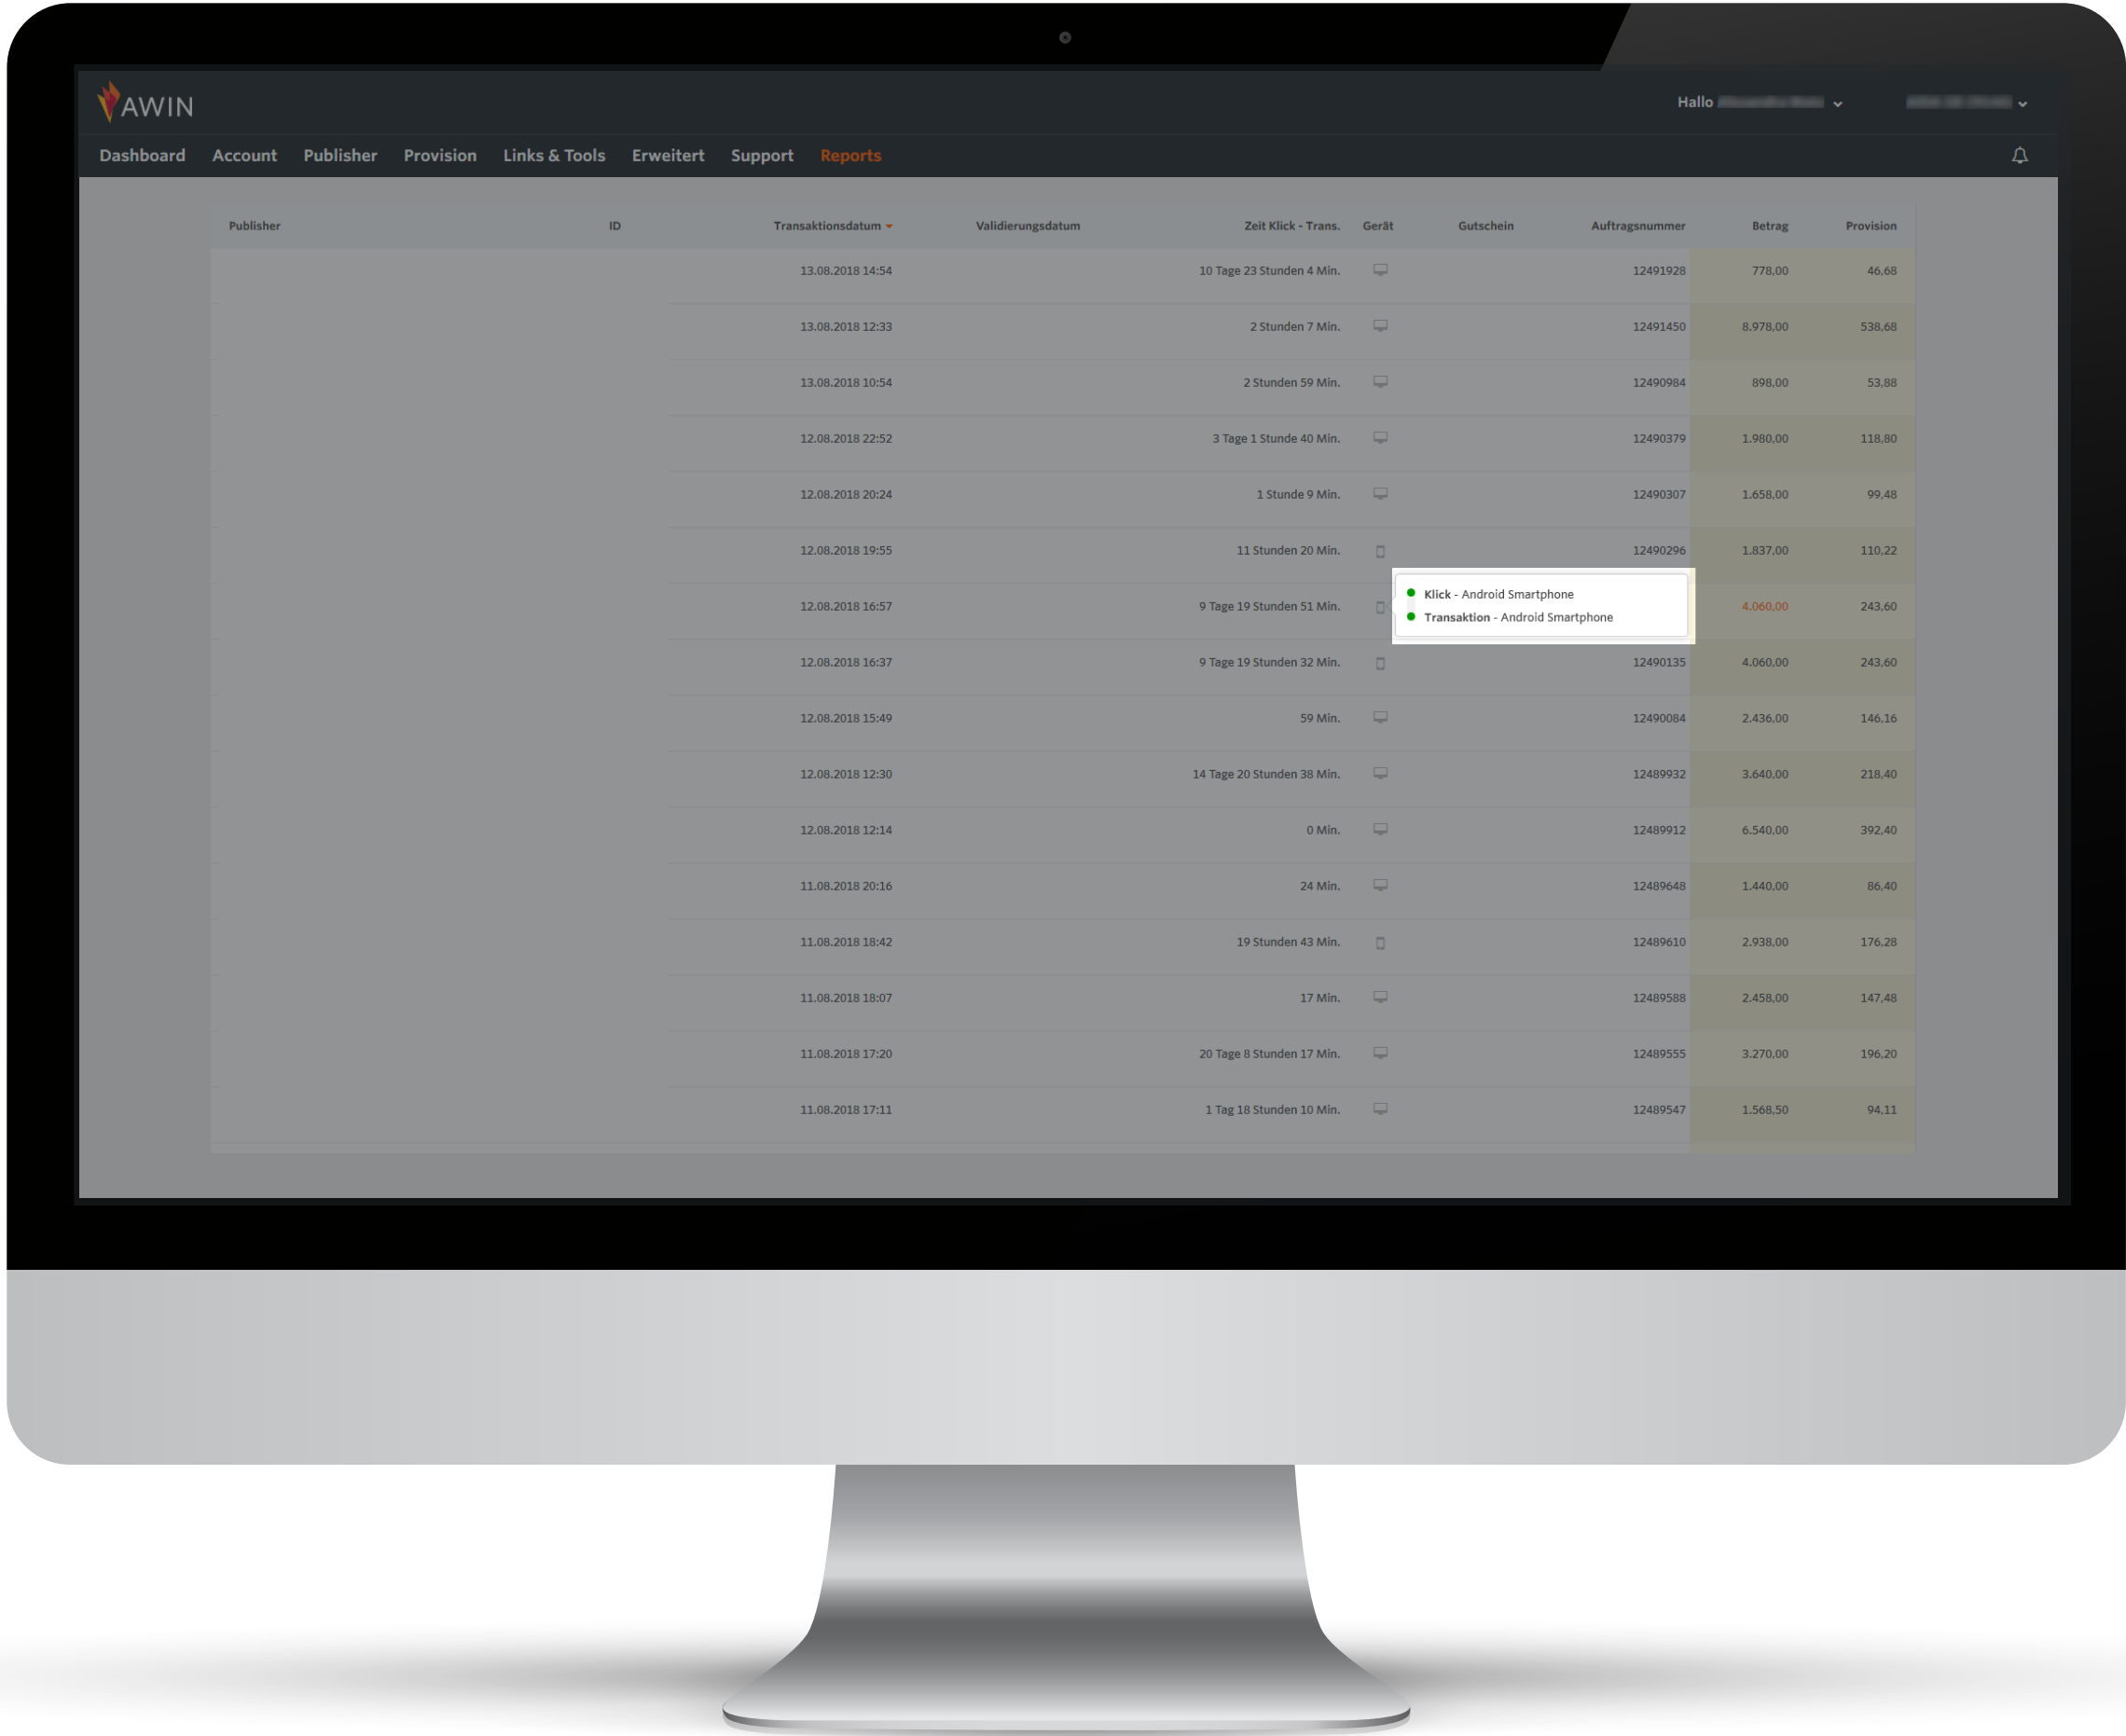 AWIN
Hallo
Dashboard Account Publisher Provision Links & Tools Erweitert Support Reports
Publisher ID Transaktionsdatum Validierungsdatum Zeit Klick - Trans. Gerät Gutschein Auftragsnummer Betrag Provision
13.08.2018 14:54 10 Tage 23 Stunden 4 Min. 12491928 778,00 46,68
13.08.2018 12:33 2 Stunden 7 Min. 12491450 8.978,00 538,68
13.08.2018 10:54 2 Stunden 59 Min. 12490984 898,00 53,88
12.08.2018 22:52 3 Tage 1 Stunde 40 Min. 12490379 1.980,00 118,80
12.08.2018 20:24 1 Stunde 9 Min. 12490307 1.658,00 99,48
12.08.2018 19:55 11 Stunden 20 Min. 12490296 1.837,00 110,22
Klick - Android Smartphone
12.08.2018 16:57 9 Tage 19 Stunden 51 Min. 4.060,00 243,60
Transaktion - Android Smartphone
12.08.2018 16:37 9 Tage 19 Stunden 32 Min. 12490135 4.060,00 243,60
12.08.2018 15:49 59 Min. 12490084 2.436,00 146,16
12.08.2018 12:30 14 Tage 20 Stunden 38 Min. 12489932 3.640,00 218,40
12.08.2018 12:14 0 Min. 12489912 6.540,00 392,40
11.08.2018 20:16 24 Min. 12489648 1.440,00 86,40
11.08.2018 18:42 19 Stunden 43 Min. 12489610 2.938,00 176,28
11.08.2018 18:07 17 Min. 12489588 2.458,00 147,48
11.08.2018 17:20 20 Tage 8 Stunden 17 Min. 12489555 3.270,00 196,20
11.08.2018 17:11 1 Tag 18 Stunden 10 Min. 12489547 1.568,50 94,11